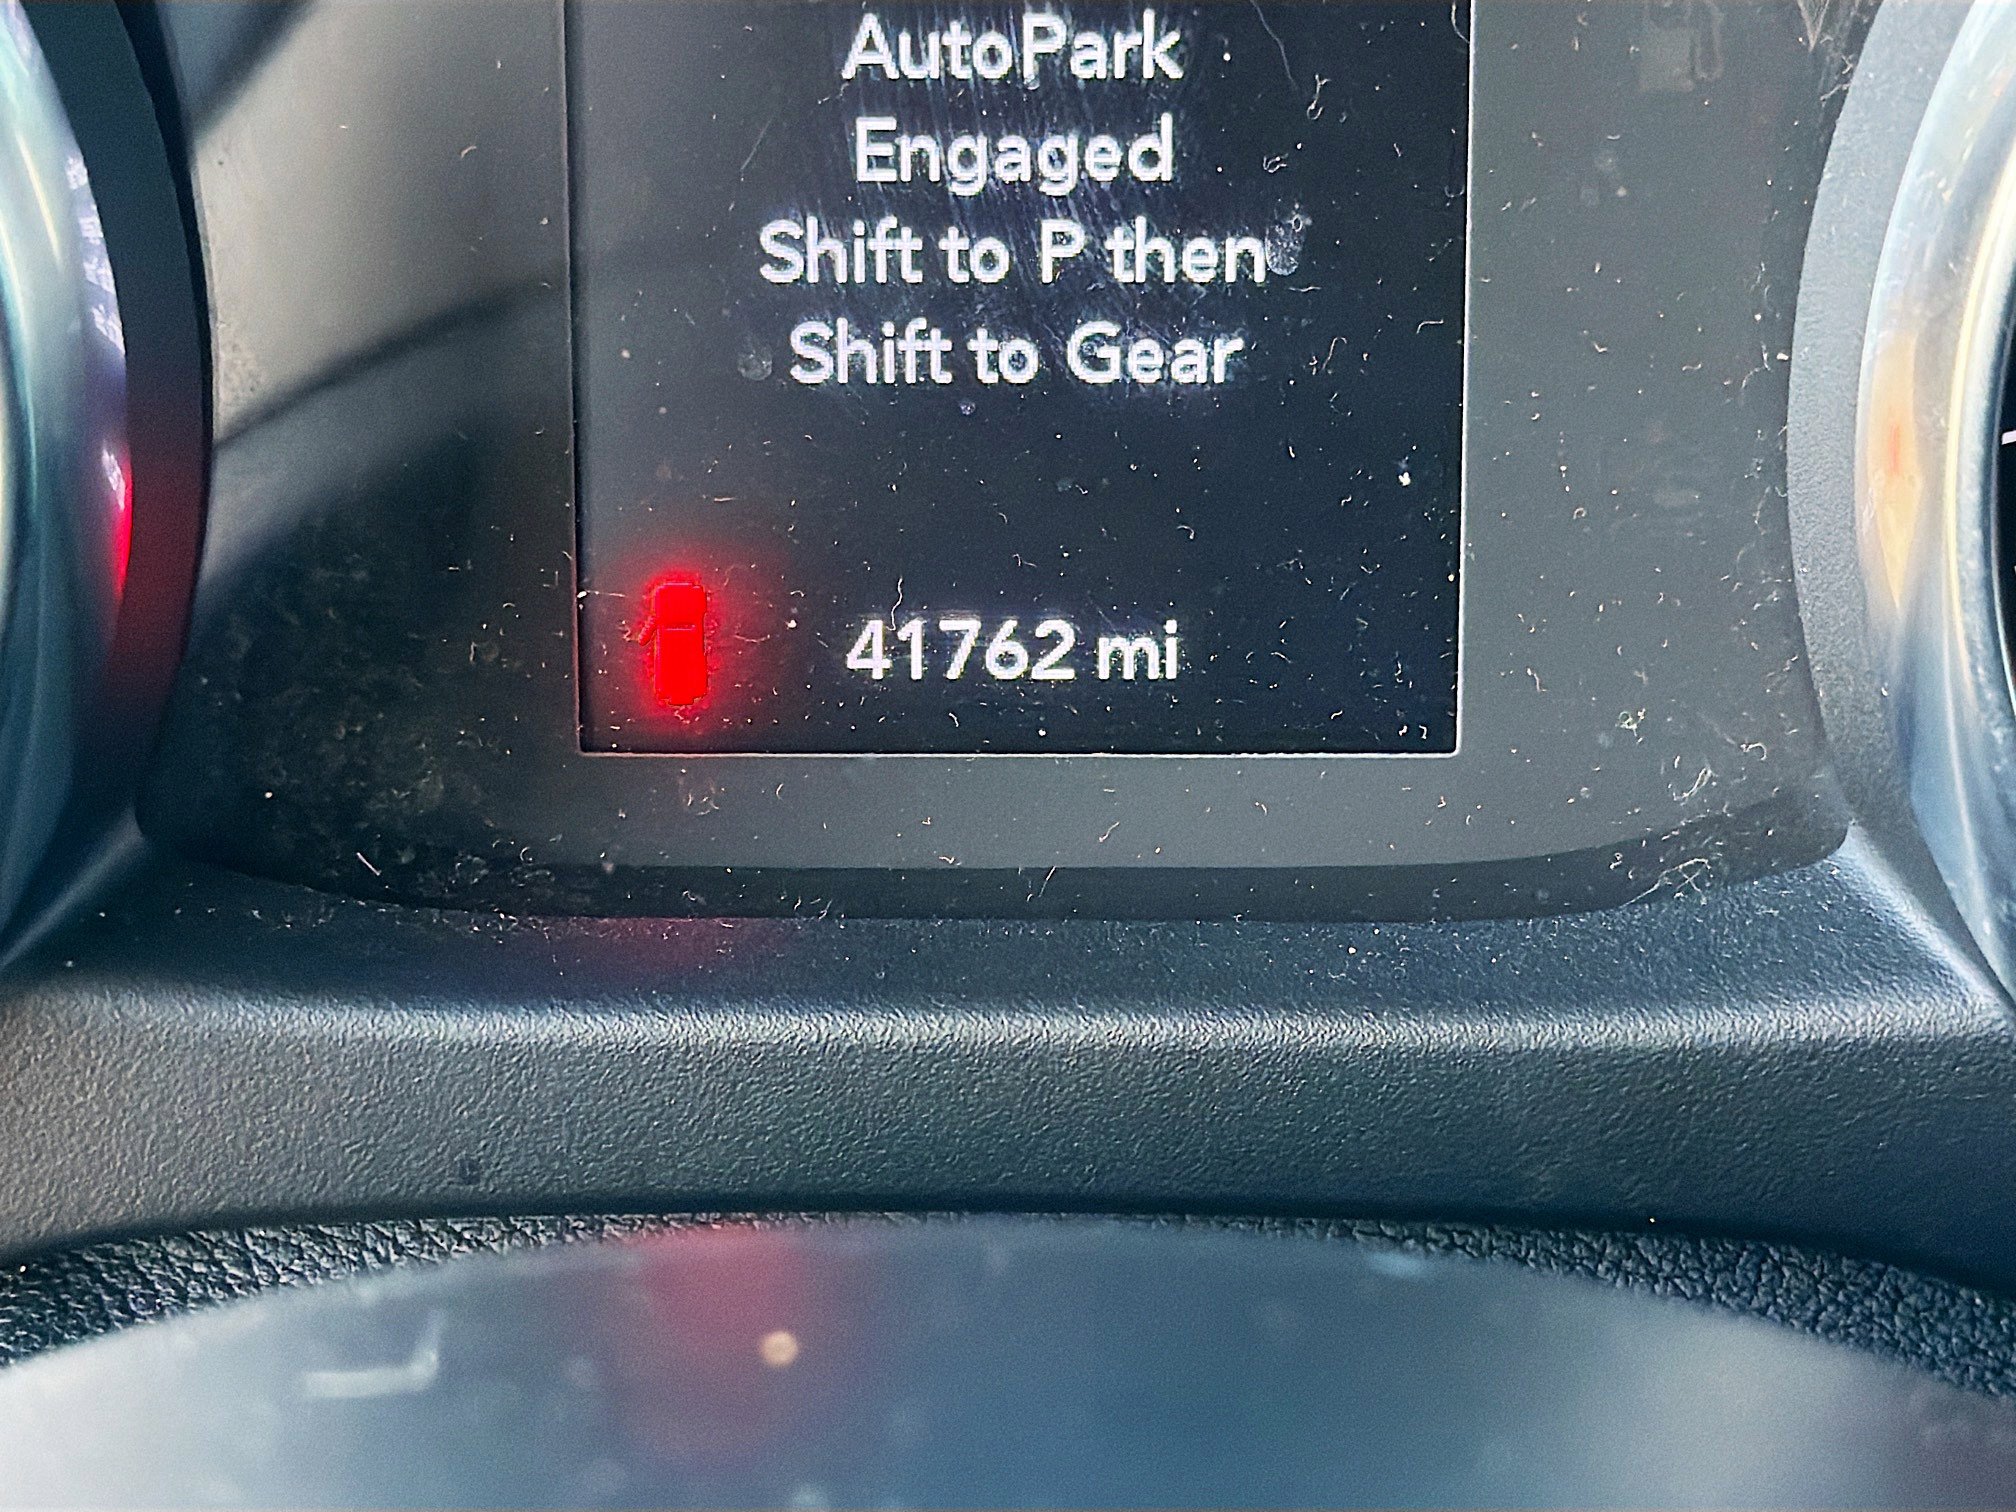 AutoPark
Engaged
Shift to P then
Shift to Gear
41762 mi